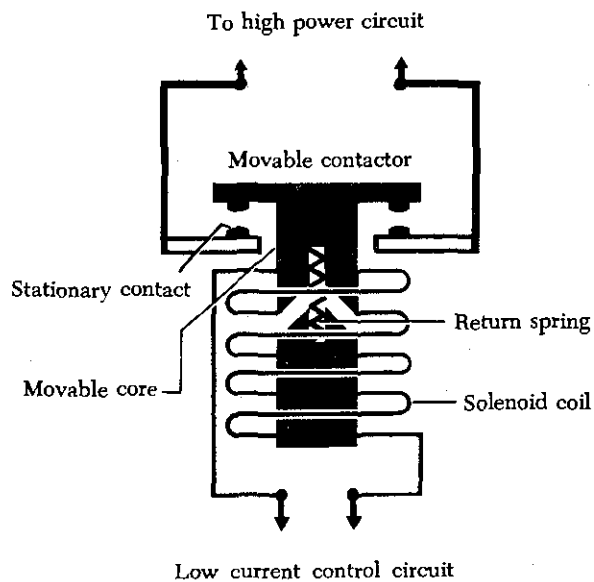 To high power circuit
Movable contactor
Stationary contact
Return spring
Movable core
Solenoid coil
Low current control circuit